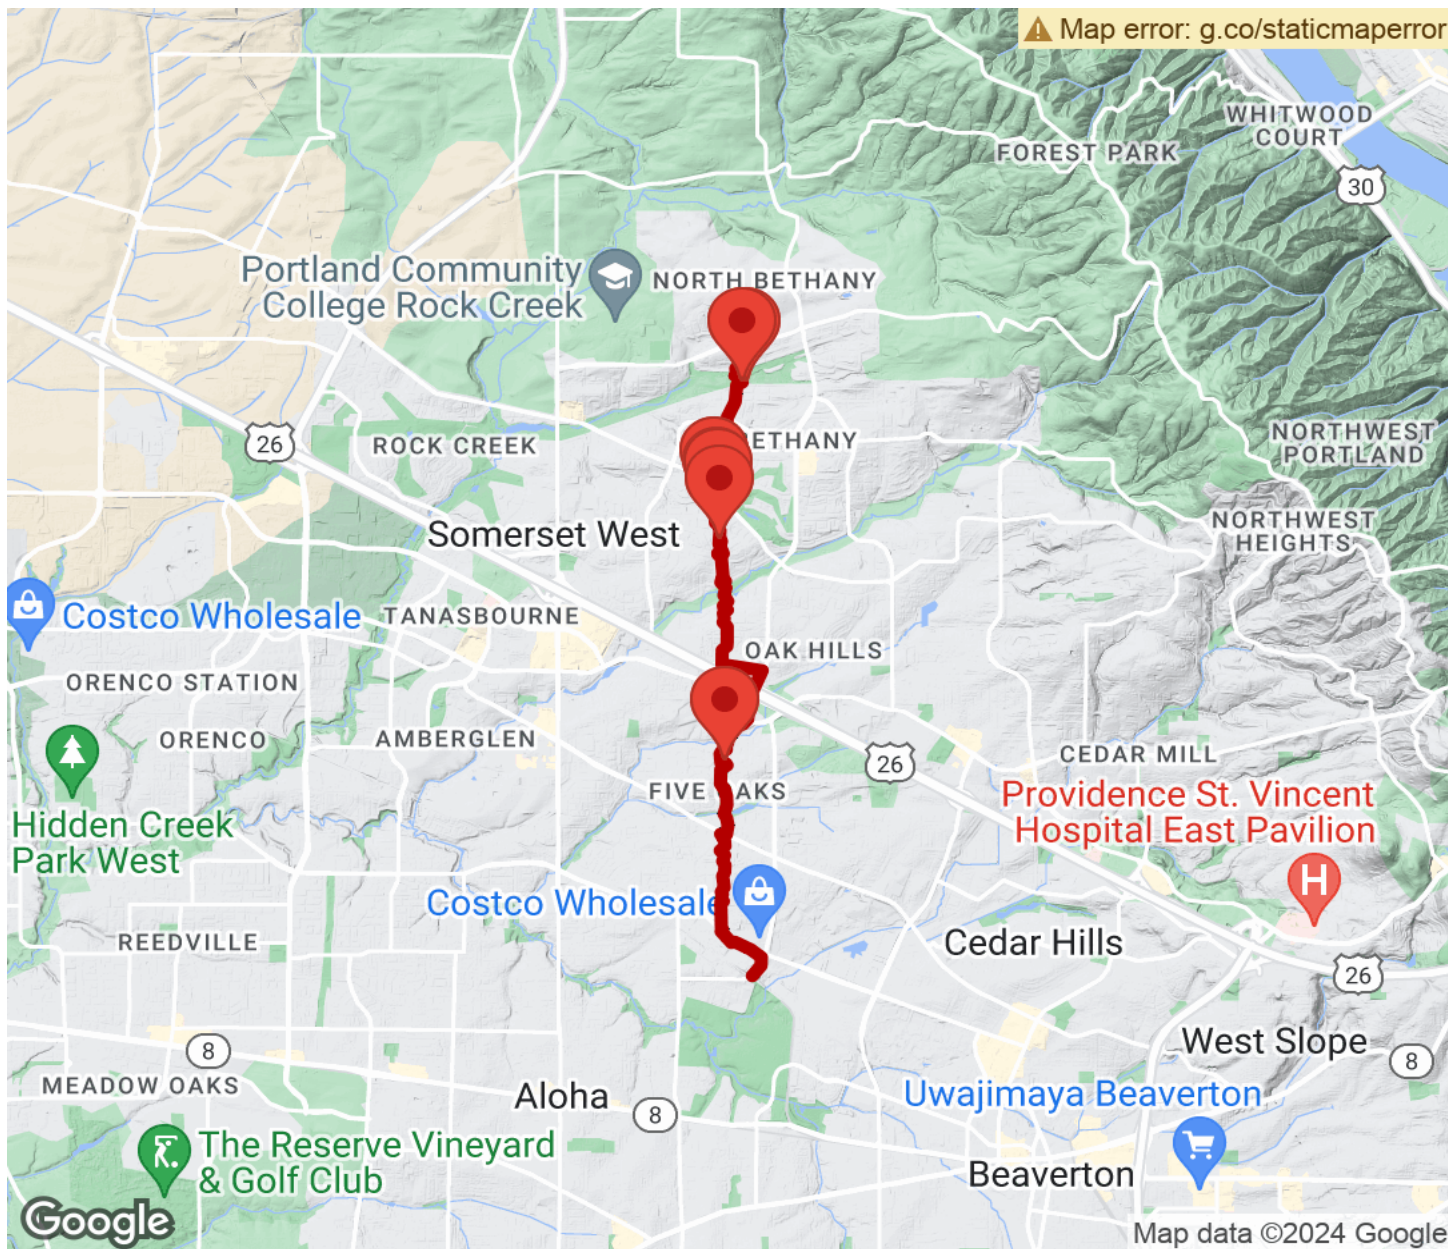 Map error: g.co/staticmaperror
WHITWOOD
COURT
FOREST PARK
30
Portland Community
College Rock Creek
NORTH BETHANY
26
ROCK CREEK
BETHANY
NORTHWEST
PORTLAND
Somerset West
NORTHWEST
HEIGHTS
Costco Wholesale
TANASBOURNE
OAK HILLS
ORENCO STATION
ORENCO
AMBERGLEN
26
CEDAR MILL
FIVE OAKS
Providence St. Vincent
Hospital East Pavilion
H
Hidden Creek
Park West
Costco Wholesale
REEDVILLE
Cedar Hills
26
8
West Slope
8
MEADOW OAKS
Aloha
8
Uwajimaya Beaverton
The Reserve Vineyard
& Golf Club
Beaverton
Google
Map data ©2024 Google